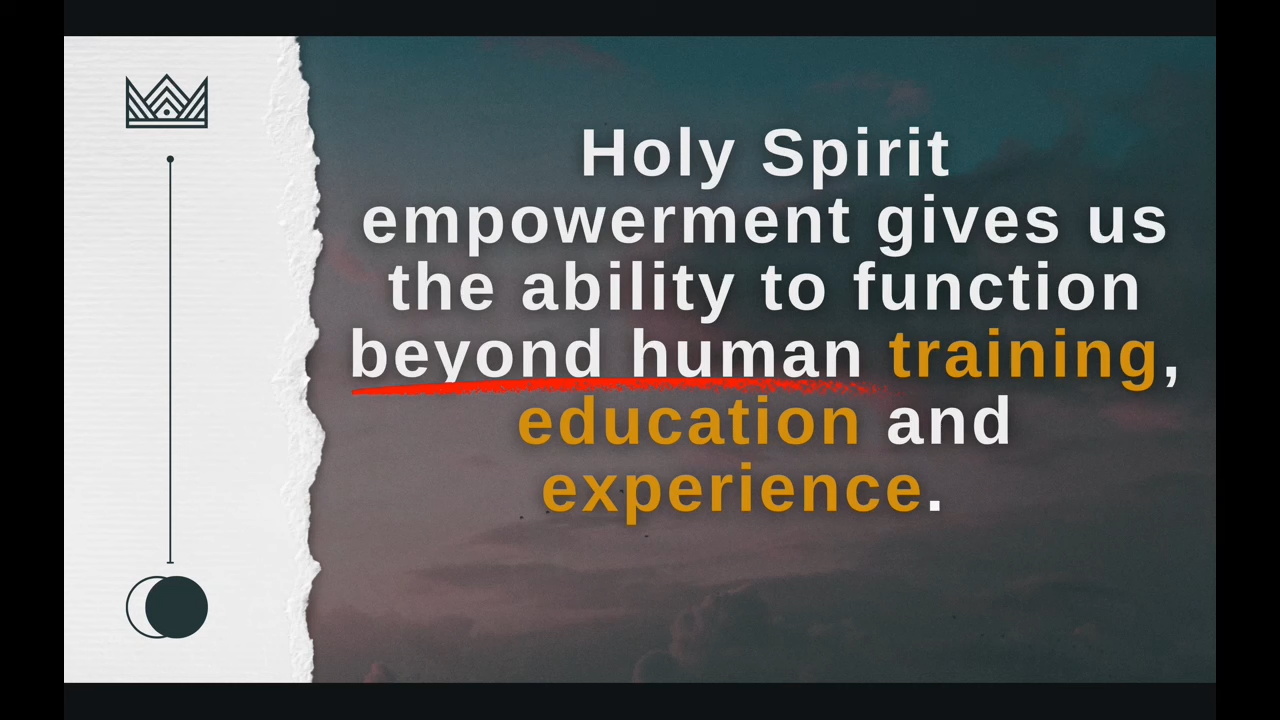 Holy Spirit
empowerment gives us
the ability to function
beyond human training,
education and
experience.